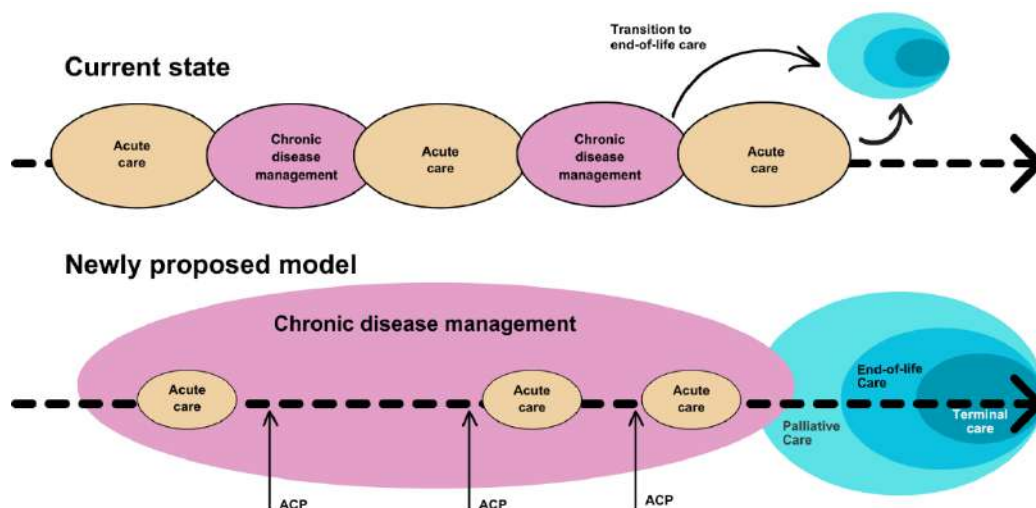 Transition to
end-of-life care
Current state
Acute
care
Chronic
disease
management
Acute
care
Chronic
disease
management
Acute
care
Newly proposed model
Chronic disease management
Acute
care
Acute
care
Acute
care
End-of-life
Care
Terminal
care
Palliative
Care
ACP
ACP
ACP